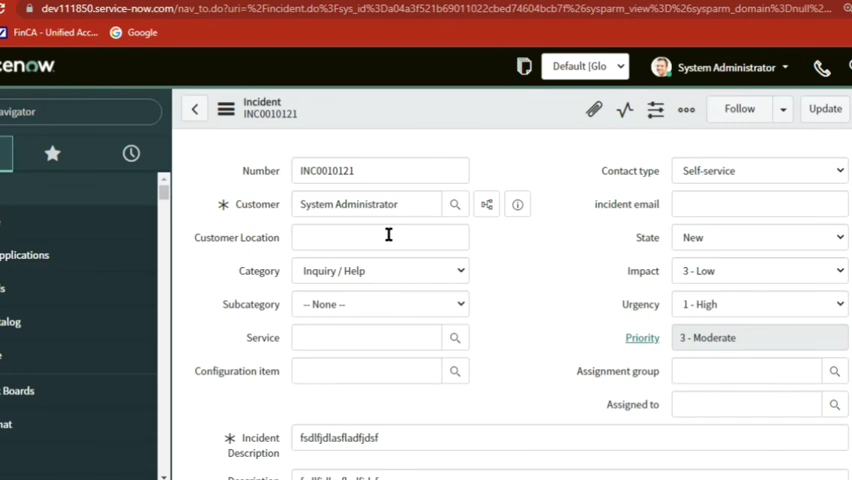 dev111850.service-now.com/nav_to.do?uri=%2Fincident.do%3Fsys_id%3Da04a3f521b69011022cbed74604bcb7f%26sysparm_view%3D%26sysparm_domain%3Dnull%2...
FinCA - Unified Acc... Google
cenow. Default [Glo System Administrator
avigator
Incident
INC0010121
Follow Update
Number INC0010121 Contact type Self-service
Customer System Administrator incident email
Customer Location State New
pplications
Category Inquiry / Help Impact 3 - Low
s
Subcategory -- None -- Urgency 1 - High
alog
Service Priority 3 - Moderate
e
Configuration item Assignment group
Boards
Assigned to
nat
Incident Description fsdlfjdlasfladfjdsf